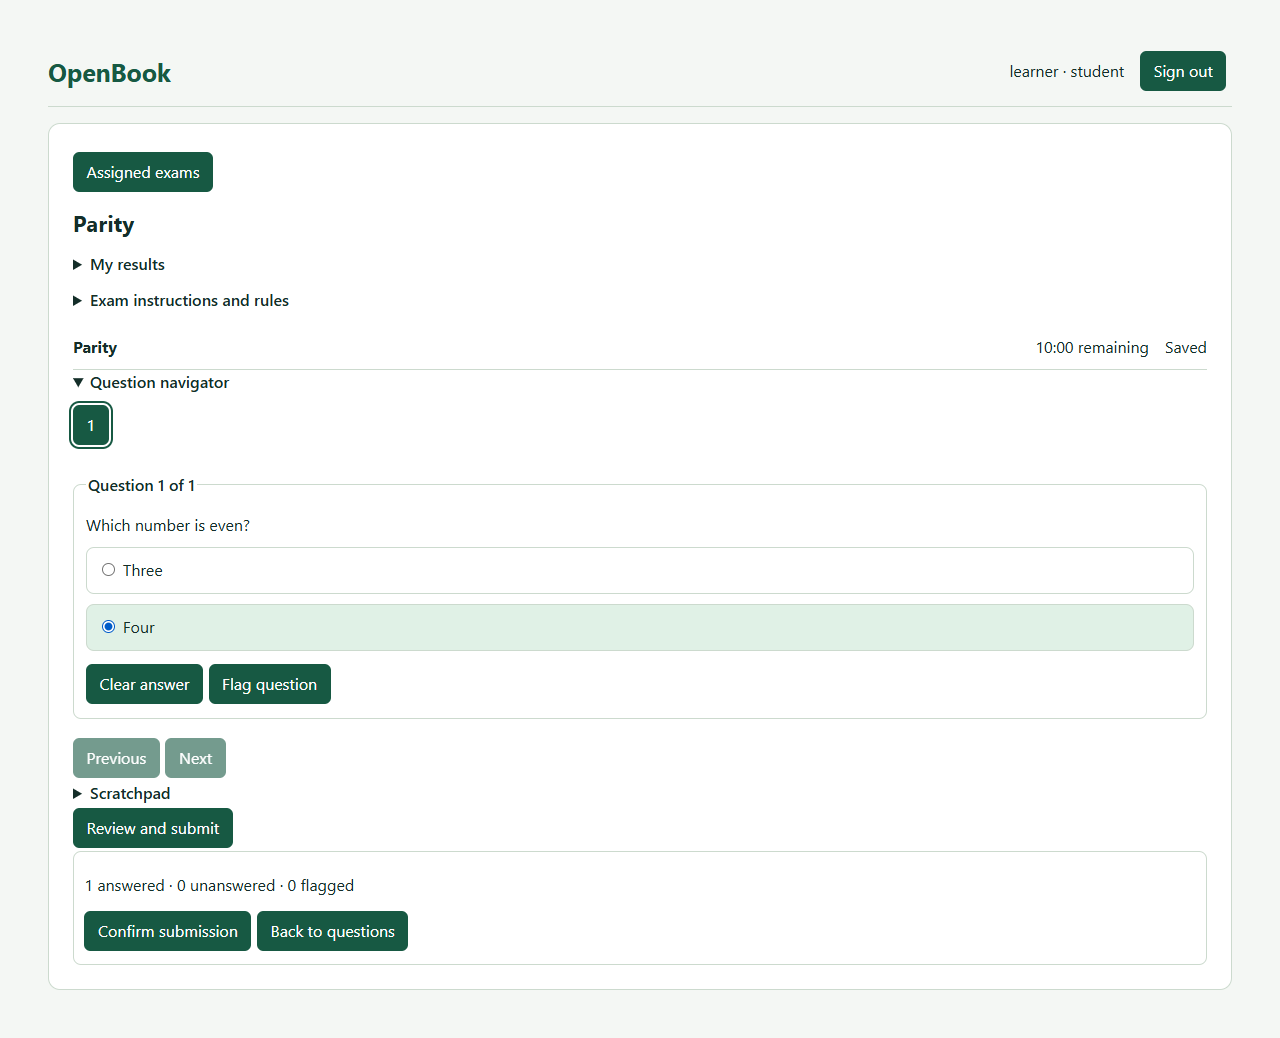 OpenBook
learner · student
Sign out
Assigned exams
Parity
My results
Exam instructions and rules
Parity
10:00 remaining
Saved
Question navigator
1
Question 1 of 1
Which number is even?
Three
Four
Clear answer
Flag question
Previous
Next
Scratchpad
Review and submit
1 answered · 0 unanswered · 0 flagged
Confirm submission
Back to questions